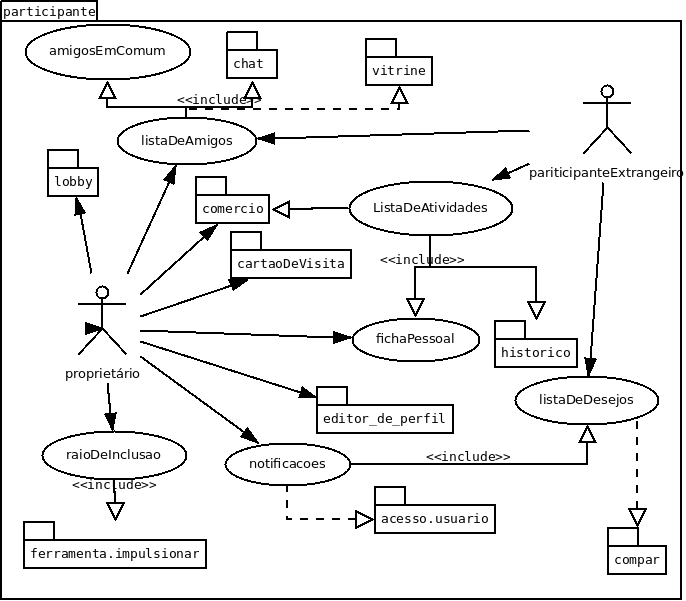 participante
amigosEmComum
chat
vitrine
<<include>>
listaDeAmigos
pariticipanteExtrangeiro
lobby
comercio
ListaDeAtividades
cartaoDeVisita
<<include>>
fichaPessoal
historico
proprietário
editor_de_perfil
listaDeDesejos
raioDeInclusao
notificacoes
<<include>>
<<include>>
acesso.usuario
ferramenta.impulsionar
compar